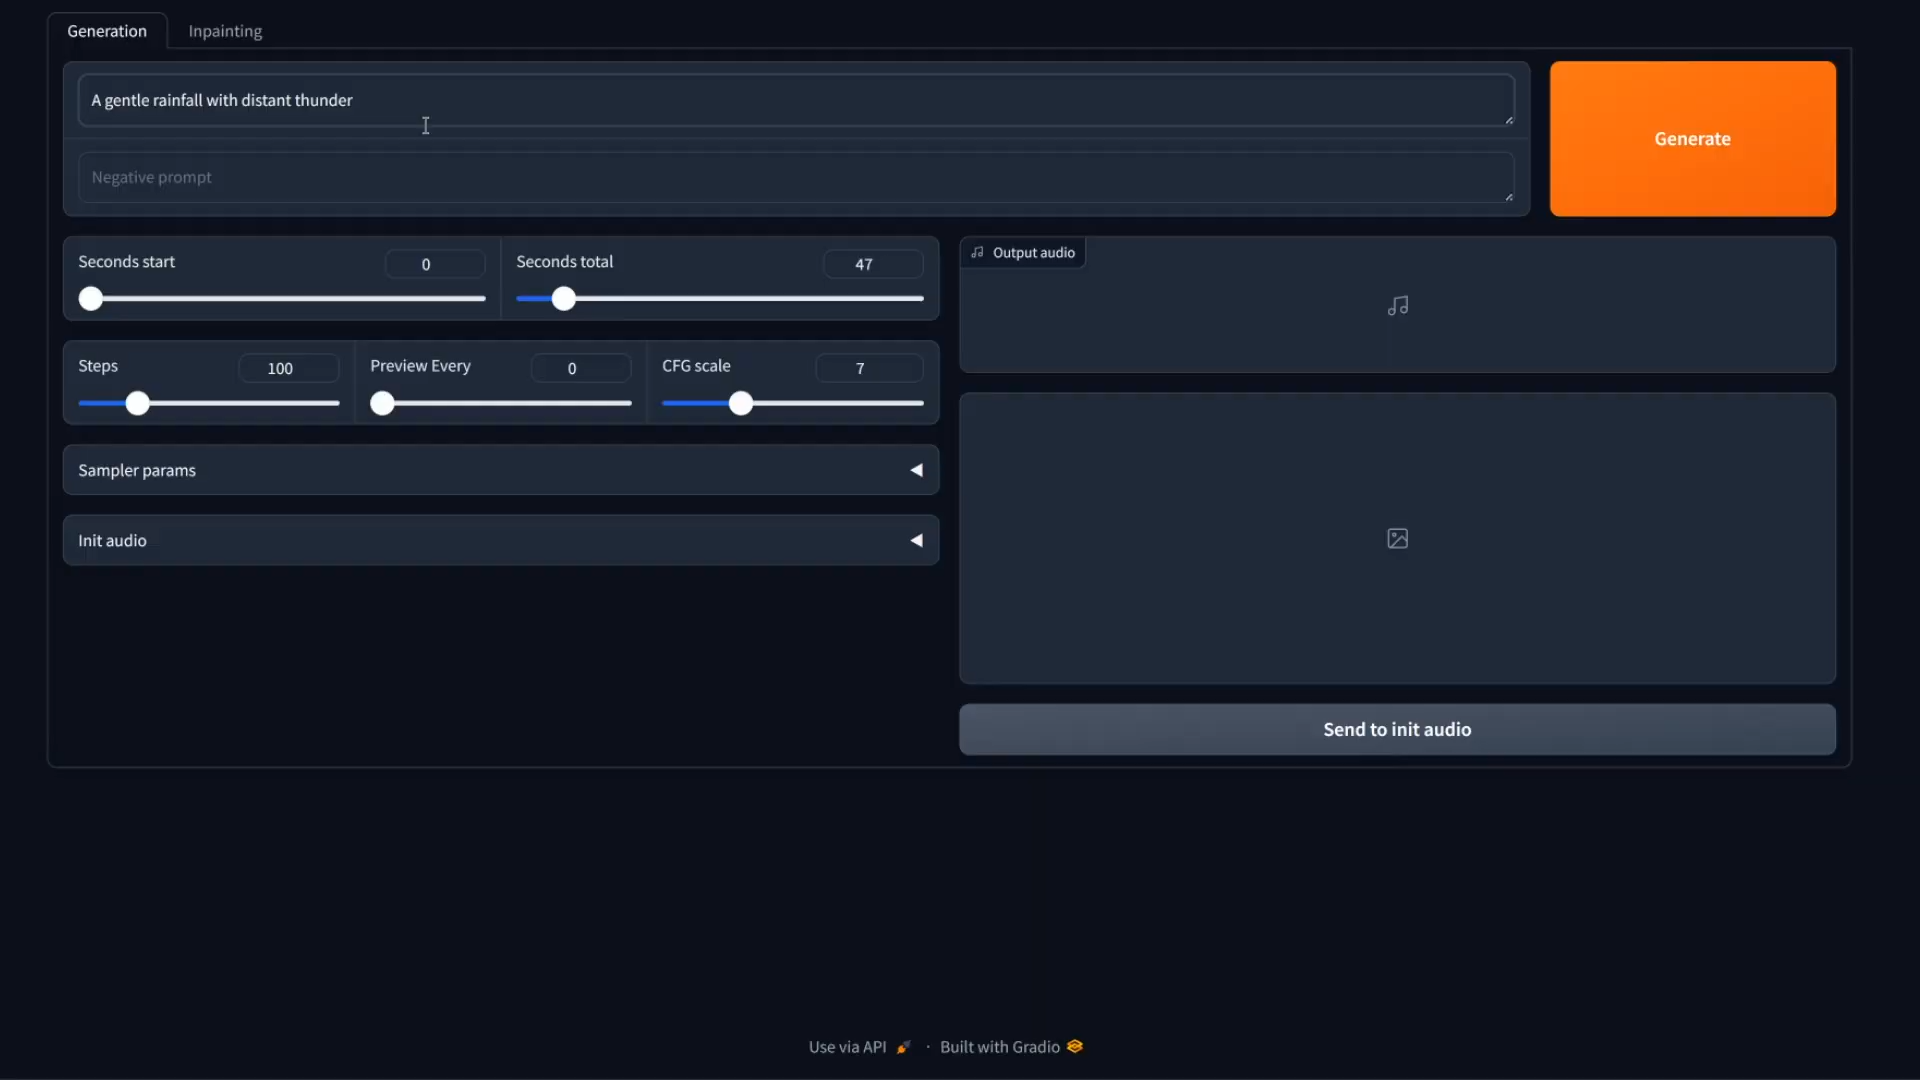 Generation
Inpainting
A gentle rainfall with distant thunder
Negative prompt
Generate
Seconds start
0
Seconds total
47
Steps
100
Preview Every
0
CFG scale
7
Sampler params
Init audio
Output audio
Send to init audio
Use via API · Built with Gradio